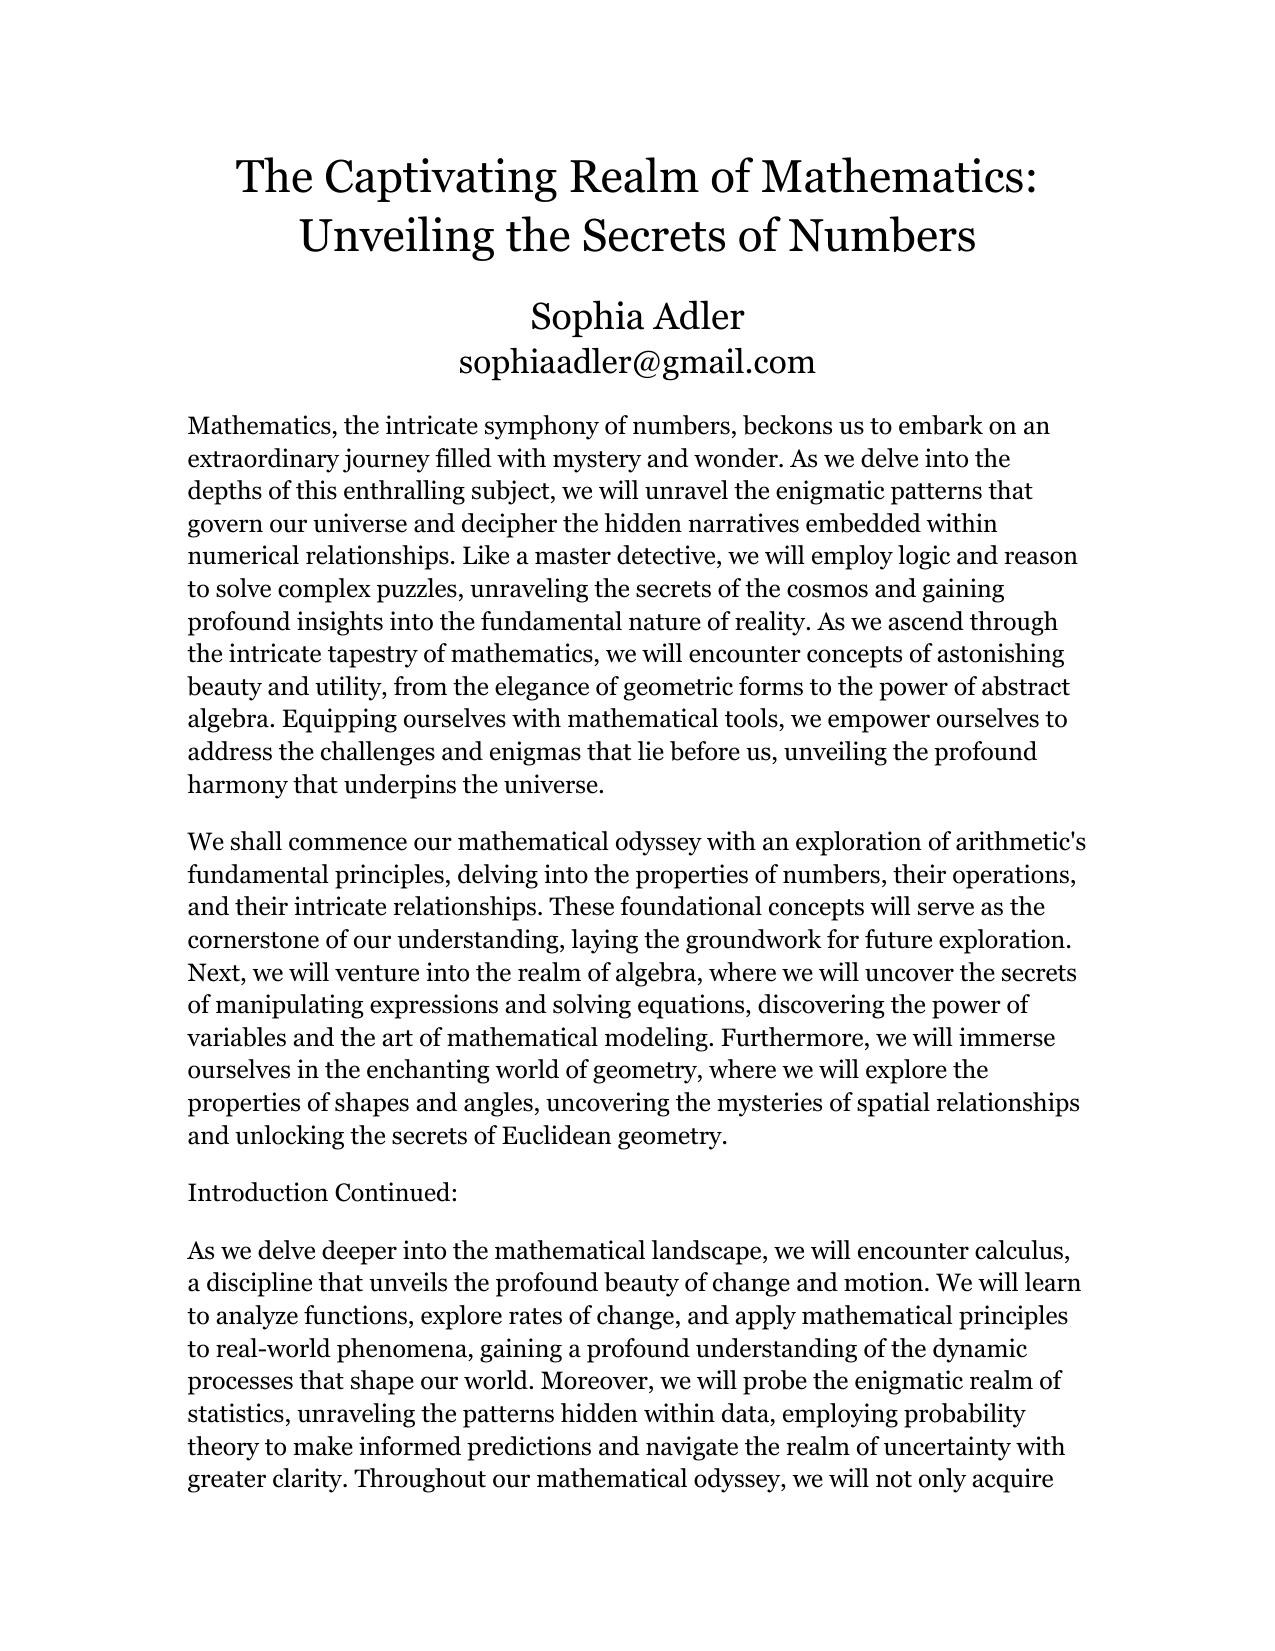 The Captivating Realm of Mathematics:
Unveiling the Secrets of Numbers
Sophia Adler
sophiaadler@gmail.com
Mathematics, the intricate symphony of numbers, beckons us to embark on an
extraordinary journey filled with mystery and wonder. As we delve into the
depths of this enthralling subject, we will unravel the enigmatic patterns that
govern our universe and decipher the hidden narratives embedded within
numerical relationships. Like a master detective, we will employ logic and reason
to solve complex puzzles, unraveling the secrets of the cosmos and gaining
profound insights into the fundamental nature of reality. As we ascend through
the intricate tapestry of mathematics, we will encounter concepts of astonishing
beauty and utility, from the elegance of geometric forms to the power of abstract
algebra. Equipping ourselves with mathematical tools, we empower ourselves to
address the challenges and enigmas that lie before us, unveiling the profound
harmony that underpins the universe.
We shall commence our mathematical odyssey with an exploration of arithmetic's
fundamental principles, delving into the properties of numbers, their operations,
and their intricate relationships. These foundational concepts will serve as the
cornerstone of our understanding, laying the groundwork for future exploration.
Next, we will venture into the realm of algebra, where we will uncover the secrets
of manipulating expressions and solving equations, discovering the power of
variables and the art of mathematical modeling. Furthermore, we will immerse
ourselves in the enchanting world of geometry, where we will explore the
properties of shapes and angles, uncovering the mysteries of spatial relationships
and unlocking the secrets of Euclidean geometry.
Introduction Continued:
As we delve deeper into the mathematical landscape, we will encounter calculus,
a discipline that unveils the profound beauty of change and motion. We will learn
to analyze functions, explore rates of change, and apply mathematical principles
to real-world phenomena, gaining a profound understanding of the dynamic
processes that shape our world. Moreover, we will probe the enigmatic realm of
statistics, unraveling the patterns hidden within data, employing probability
theory to make informed predictions and navigate the realm of uncertainty with
greater clarity. Throughout our mathematical odyssey, we will not only acquire